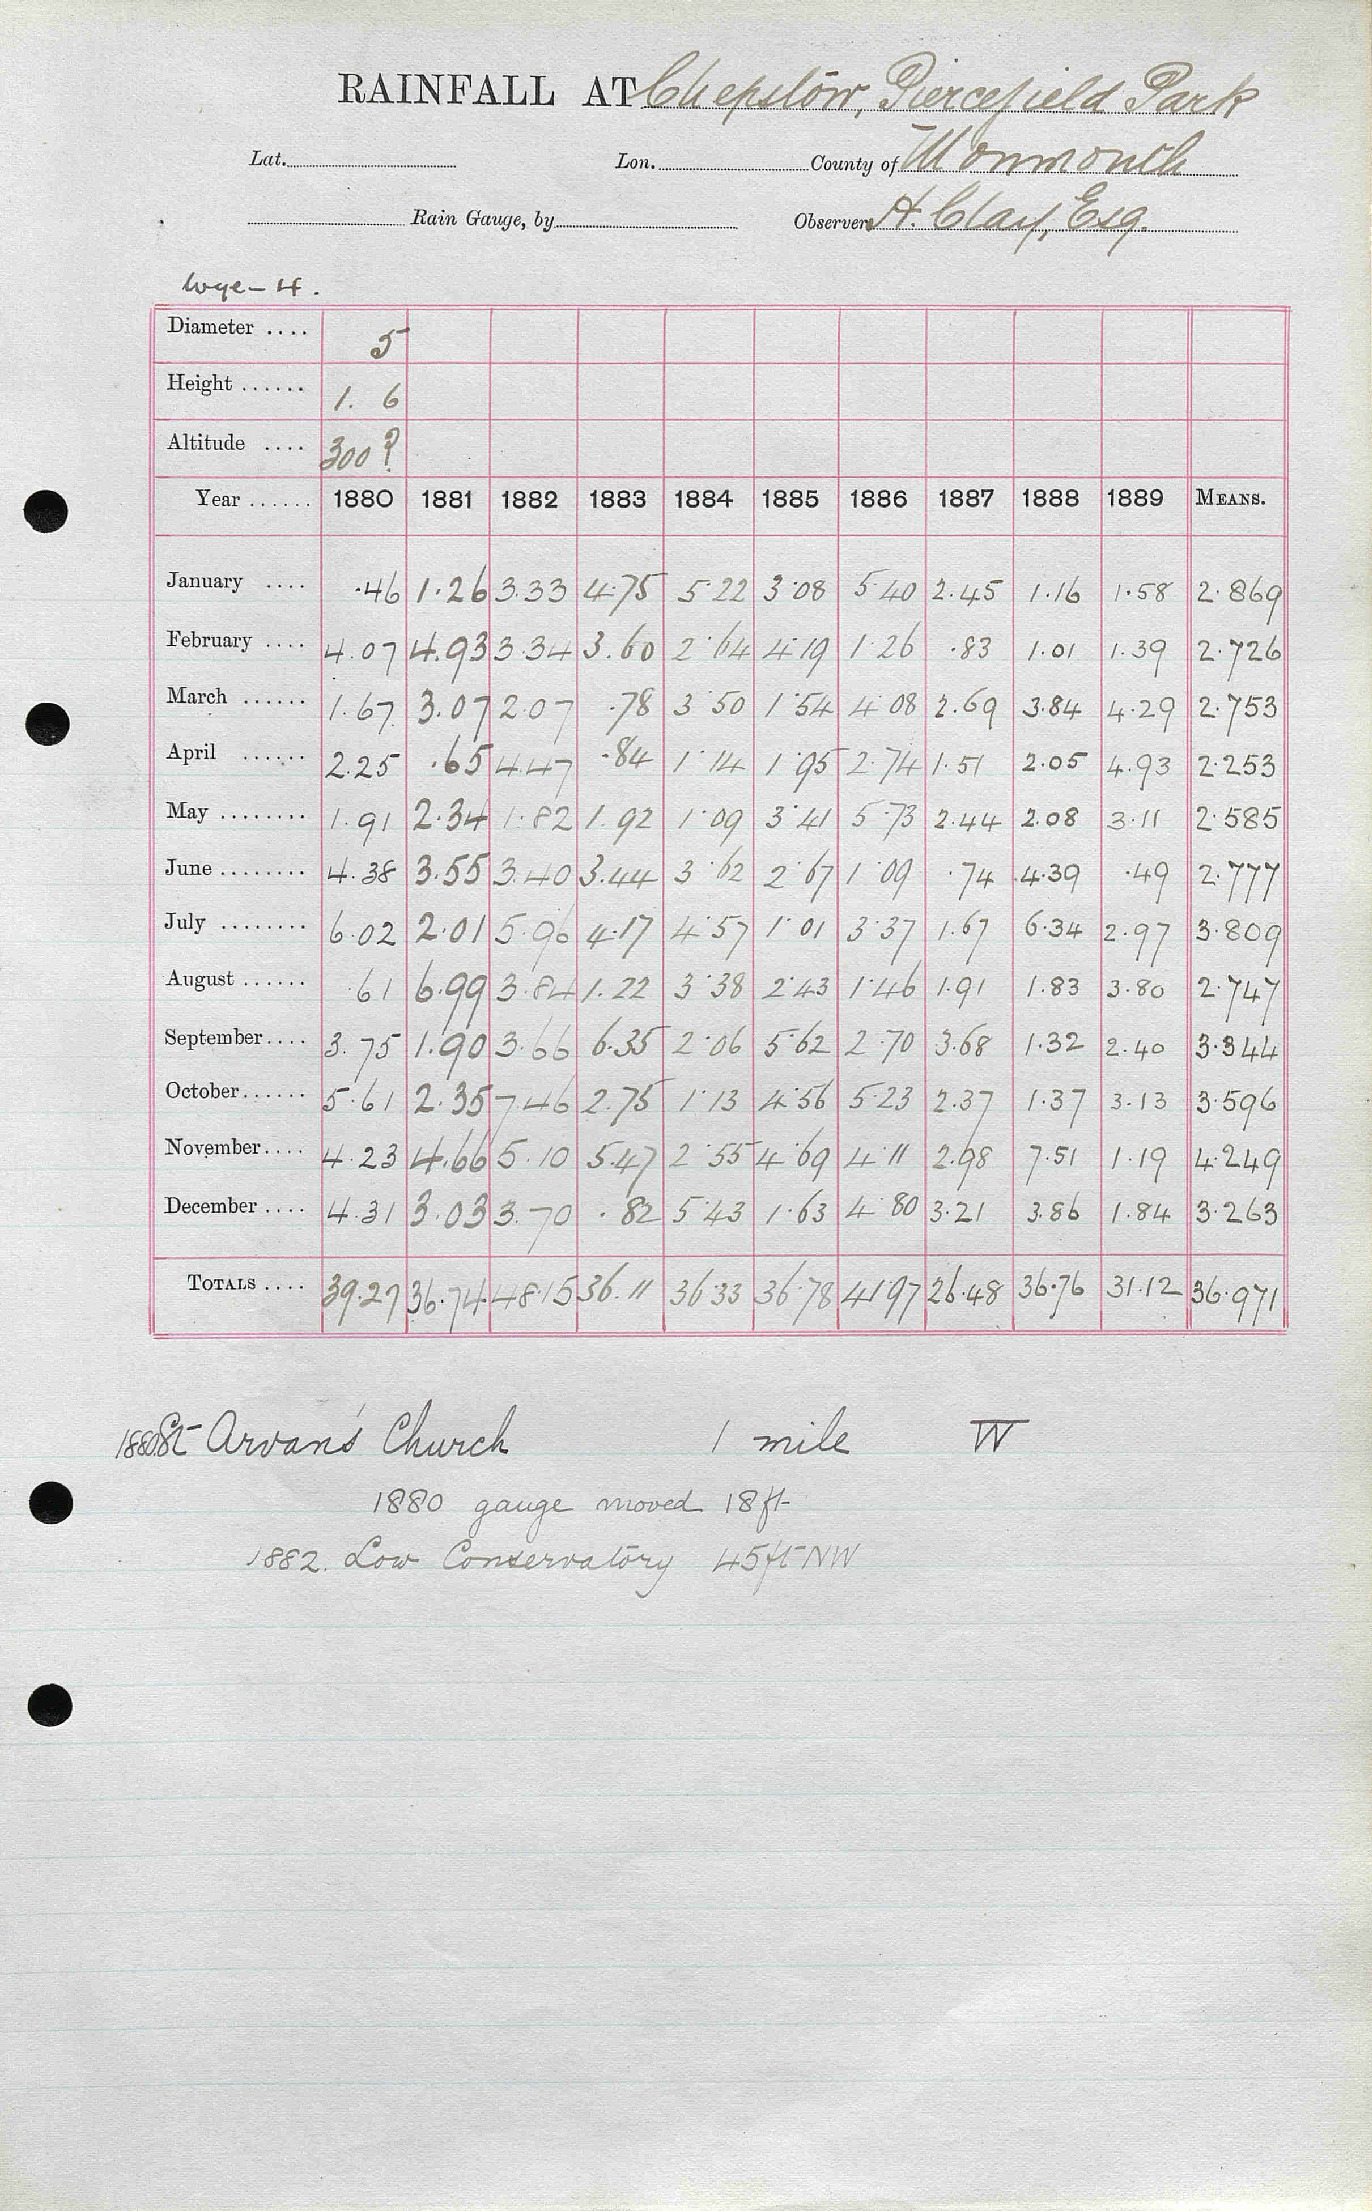 RAINFALL AT Chepstow, Piercefield Park
Lat. Lon. County of Monmouth
Rain Gauge, by Observer H. Clay, Esq.
Wye - 4.
Diameter .... 5
Height ...... 1. 6
Altitude .... 300?
Year ...... 1880 1881 1882 1883 1884 1885 1886 1887 1888 1889 MEANS.
January .... .46 1.26 3.33 4.75 5.22 3.08 5.40 2.45 1.16 1.58 2.869
February .... 4.07 4.93 3.34 3.60 2.64 4.19 1.26 .83 1.01 1.39 2.726
March ...... 1.67 3.07 2.07 .78 3.50 1.54 4.08 2.69 3.84 4.29 2.753
April ...... 2.25 .65 4.47 .84 1.14 1.95 2.74 1.51 2.05 4.93 2.253
May ........ 1.91 2.34 1.82 1.92 1.09 3.41 5.73 2.44 2.08 3.11 2.585
June ........ 4.38 3.55 3.40 3.44 3.62 2.67 1.09 .74 4.39 .49 2.777
July ........ 6.02 2.01 5.96 4.17 4.57 1.01 3.37 1.67 6.34 2.97 3.809
August ...... .61 6.99 3.84 1.22 3.38 2.43 1.46 1.91 1.83 3.80 2.747
September.... 3.75 1.90 3.66 6.35 2.06 5.62 2.70 3.68 1.32 2.40 3.344
October...... 5.61 2.35 7.46 2.75 1.13 4.56 5.23 2.37 1.37 3.13 3.596
November.... 4.23 4.66 5.10 5.47 2.55 4.69 4.11 2.98 7.51 1.19 4.249
December .... 4.31 3.03 3.70 .82 5.43 1.63 4.80 3.21 3.86 1.84 3.263
TOTALS .... 39.27 36.74 48.15 36.11 36.33 36.78 41.97 26.48 36.76 31.12 36.971
1880 St Arvan's Church 1 mile W
1880 gauge moved 18ft
1882. Low Conservatory 45ft NW